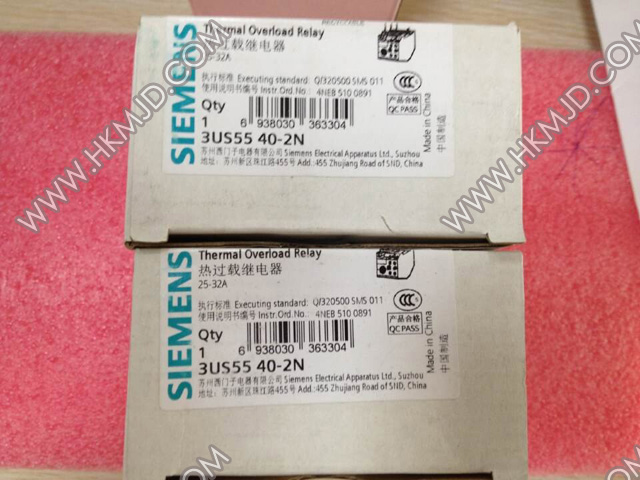 RECYCLABLE
SIEMENS
Thermal Overload Relay
过载继电器
25-32A
执行标准 Executing standard: Q/320500 SMS 011
使用说明书编号 Instr.Ord.No.: 4NEB 510 0891
Qty
1
6 938030 363304
3US55 40-2N
苏州西门子电器有限公司 Siemens Electrical Apparatus Ltd., Suzhou
苏州新区珠江路455号 Add.:455 Zhujiang Road of SND, China
CCC
产品合格
QC PASS
Made in China
中国制造
SIEMENS
Thermal Overload Relay
热过载继电器
25-32A
执行标准 Executing standard: Q/320500 SMS 011
使用说明书编号 Instr.Ord.No.: 4NEB 510 0891
Qty
1
6 938030 363304
3US55 40-2N
苏州西门子电器有限公司 Siemens Electrical Apparatus Ltd., Suzhou
地址: 苏州新区珠江路455号 Add.:455 Zhujiang Road of SND, China
CCC
产品合格
QC PASS
Made in China
中国制造
WWW.HKMJD.COM
WWW.HKMJD.COM
WWW.HKMJD.COM